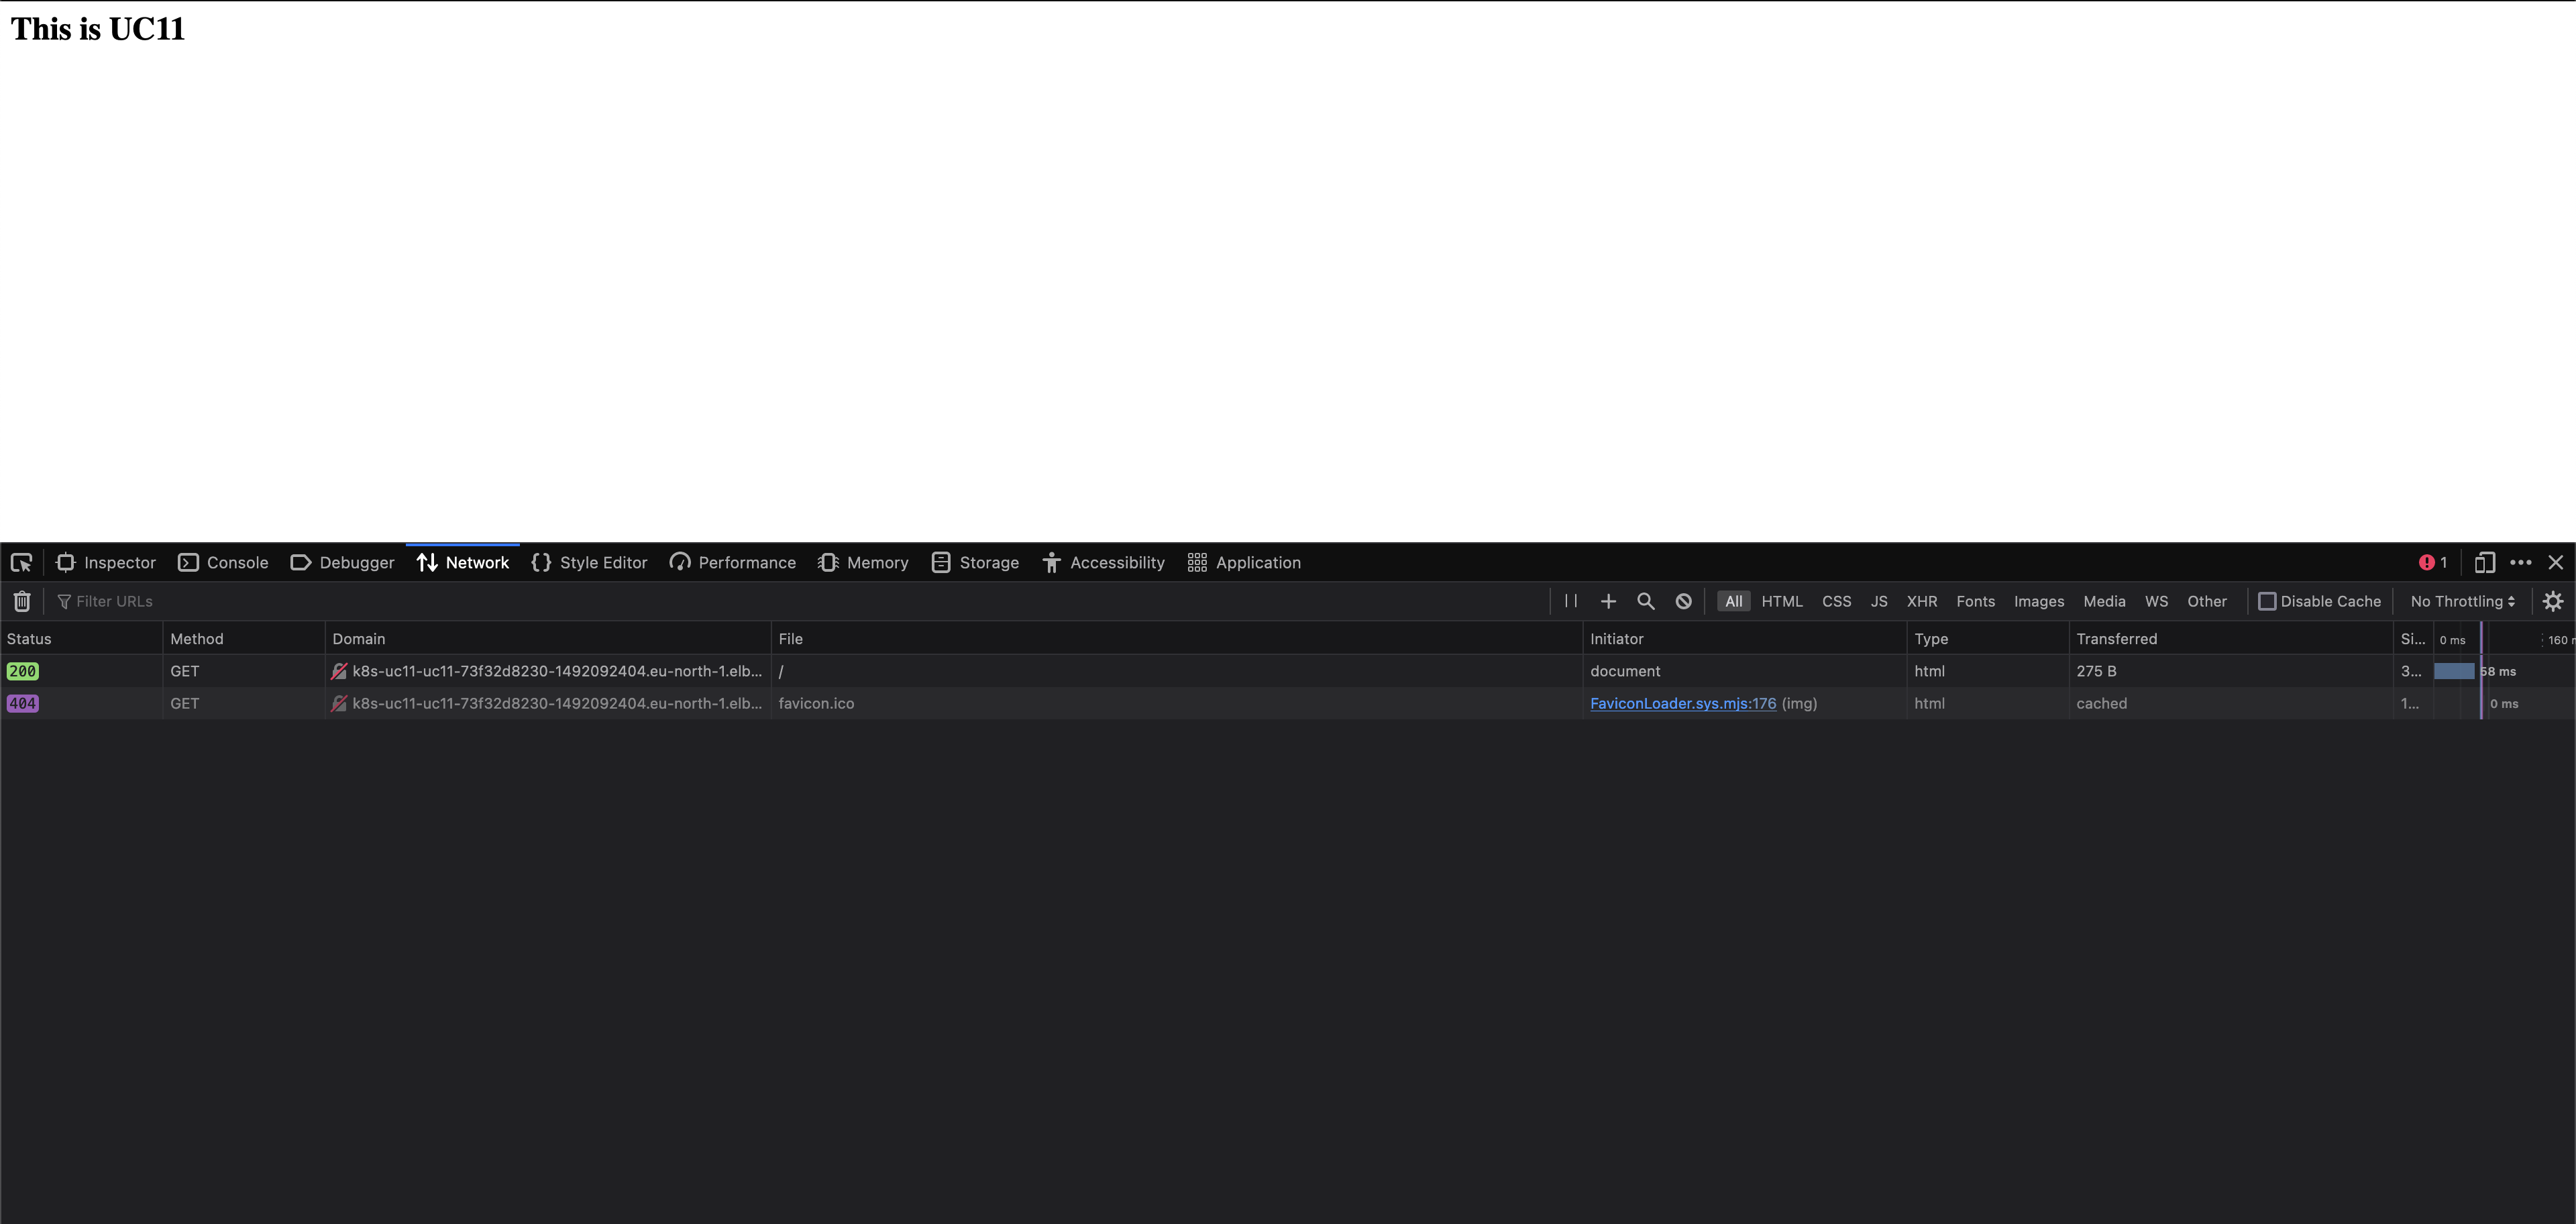 This is UC11
Inspector Console Debugger Network Style Editor Performance Memory Storage Accessibility Application 1
Filter URLs All HTML CSS JS XHR Fonts Images Media WS Other Disable Cache No Throttling
Status Method Domain File Initiator Type Transferred Si... 0 ms 160 m
200 GET k8s-uc11-uc11-73f32d8230-1492092404.eu-north-1.elb... / document html 275 B 3... 58 ms
404 GET k8s-uc11-uc11-73f32d8230-1492092404.eu-north-1.elb... favicon.ico FaviconLoader.sys.mjs:176 (img) html cached 1... 0 ms